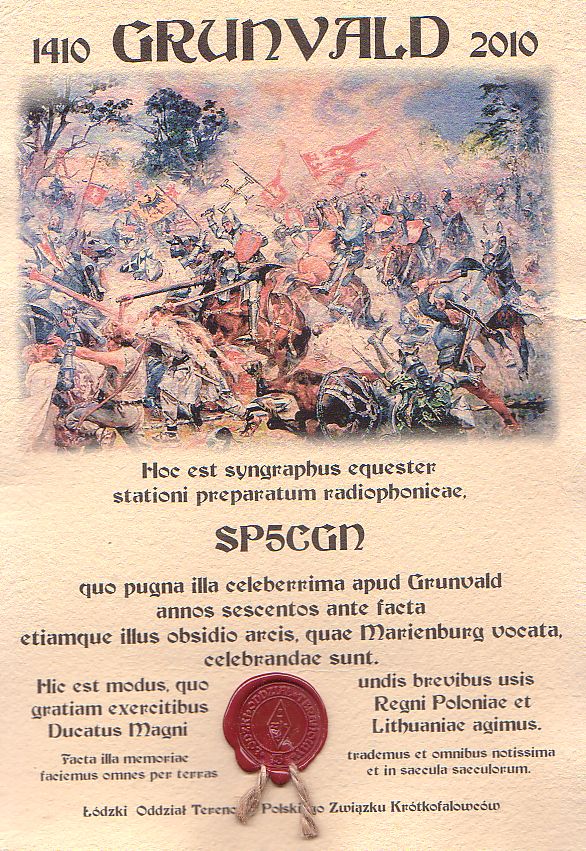 1410 GRUNVALD 2010
Hoc est syngraphus equester
stationi preparatum radiophonicae,
SP5CGN
quo pugna illa celeberrima apud Grunvald
annos sescentos ante facta
etiamque illus obsidio arcis, quae Marienburg vocata,
celebrandae sunt.
Hic est modus, quo undis brevibus usis
gratiam exercitibus Regni Poloniae et
Ducatus Magni Lithuaniae agimus.
Facta illa memoriae trademus et omnibus notissima
faciemus omnes per terras et in saecula saeculorum.
Łódzki Oddział Polski Związku Krótkofalowców